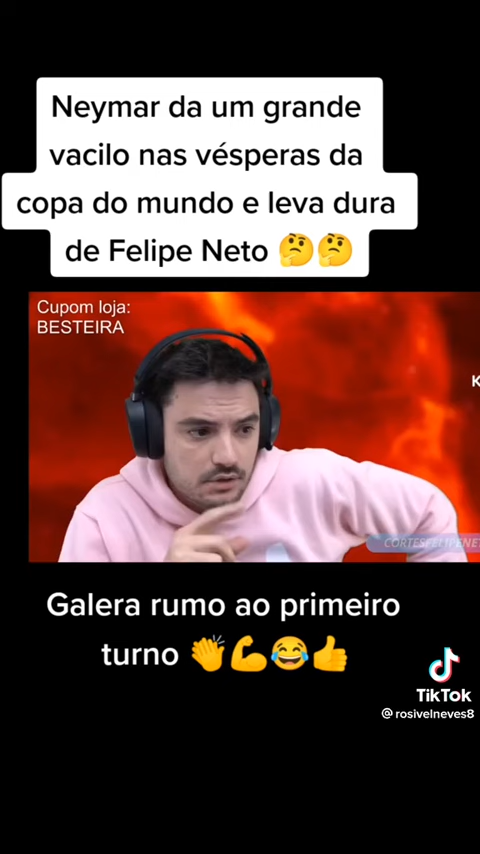 Neymar da um grande
vacilo nas vésperas da
copa do mundo e leva dura
de Felipe Neto 🤔🤔
Cupom loja:
BESTEIRA
K
CORTESFELIPENET
Galera rumo ao primeiro
turno 👏💪😂👍
TikTok
@rosivelneves8